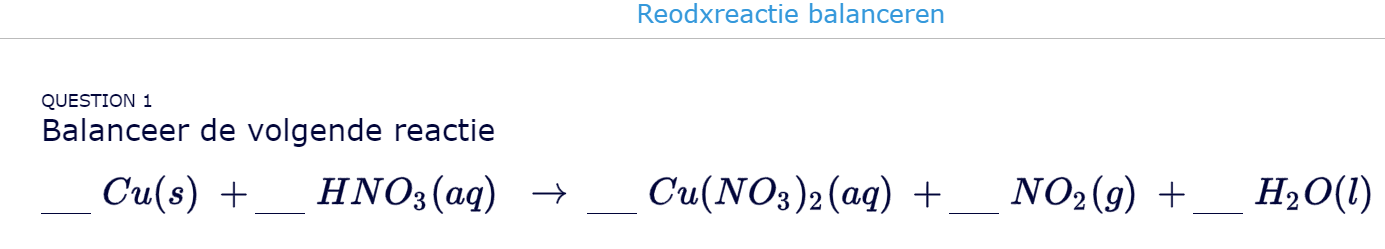 Reodxreactie balanceren
QUESTION 1
Balanceer de volgende reactie
___ Cu(s) + ___ HNO₃(aq) → ___ Cu(NO₃)₂(aq) + ___ NO₂(g) + ___ H₂O(l)